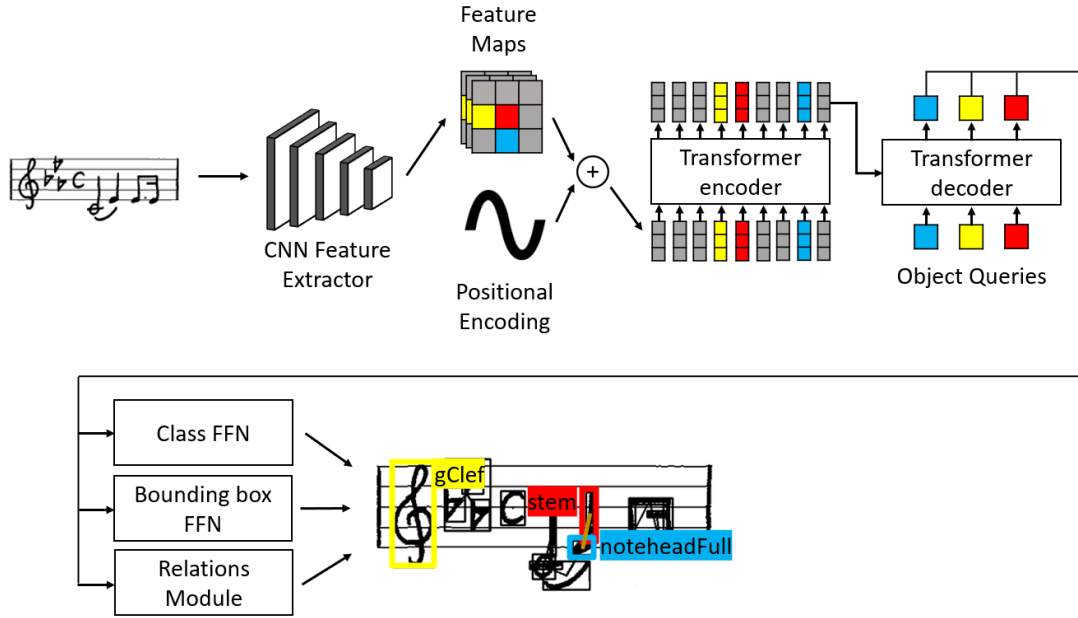 Feature
Maps
CNN Feature
Extractor
+
Positional
Encoding
Transformer
encoder
Transformer
decoder
Object Queries
Class FFN
Bounding box
FFN
Relations
Module
gClef
stem
noteheadFull